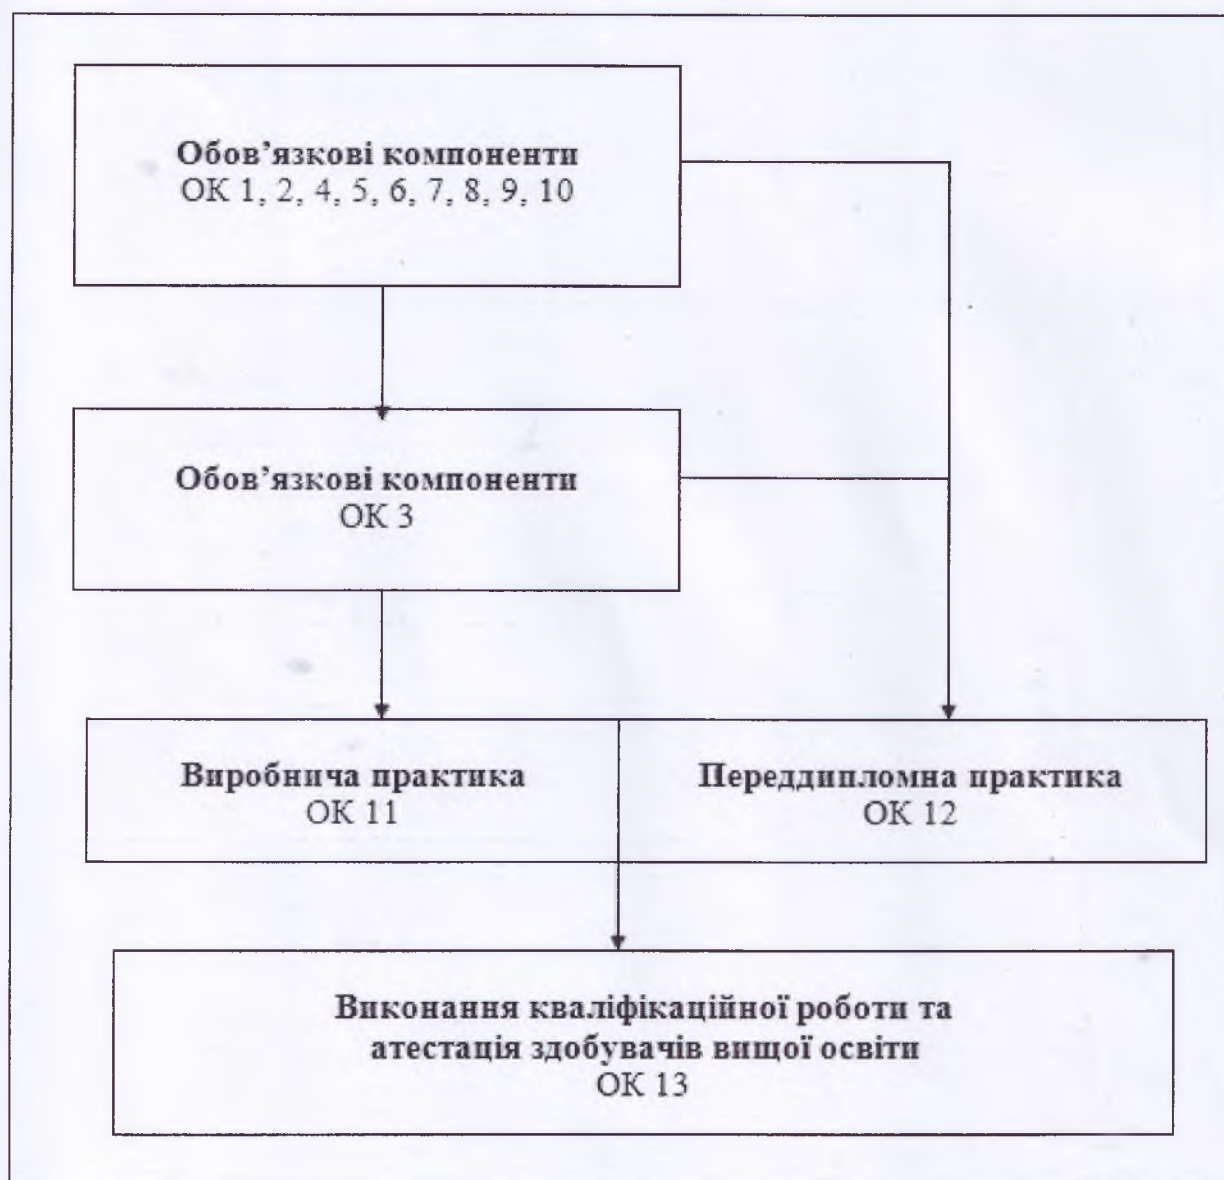 Обов’язкові компоненти
ОК 1, 2, 4, 5, 6, 7, 8, 9, 10
Обов’язкові компоненти
ОК 3
Виробнича практика
ОК 11
Переддипломна практика
ОК 12
Виконання кваліфікаційної роботи та
атестація здобувачів вищої освіти
ОК 13